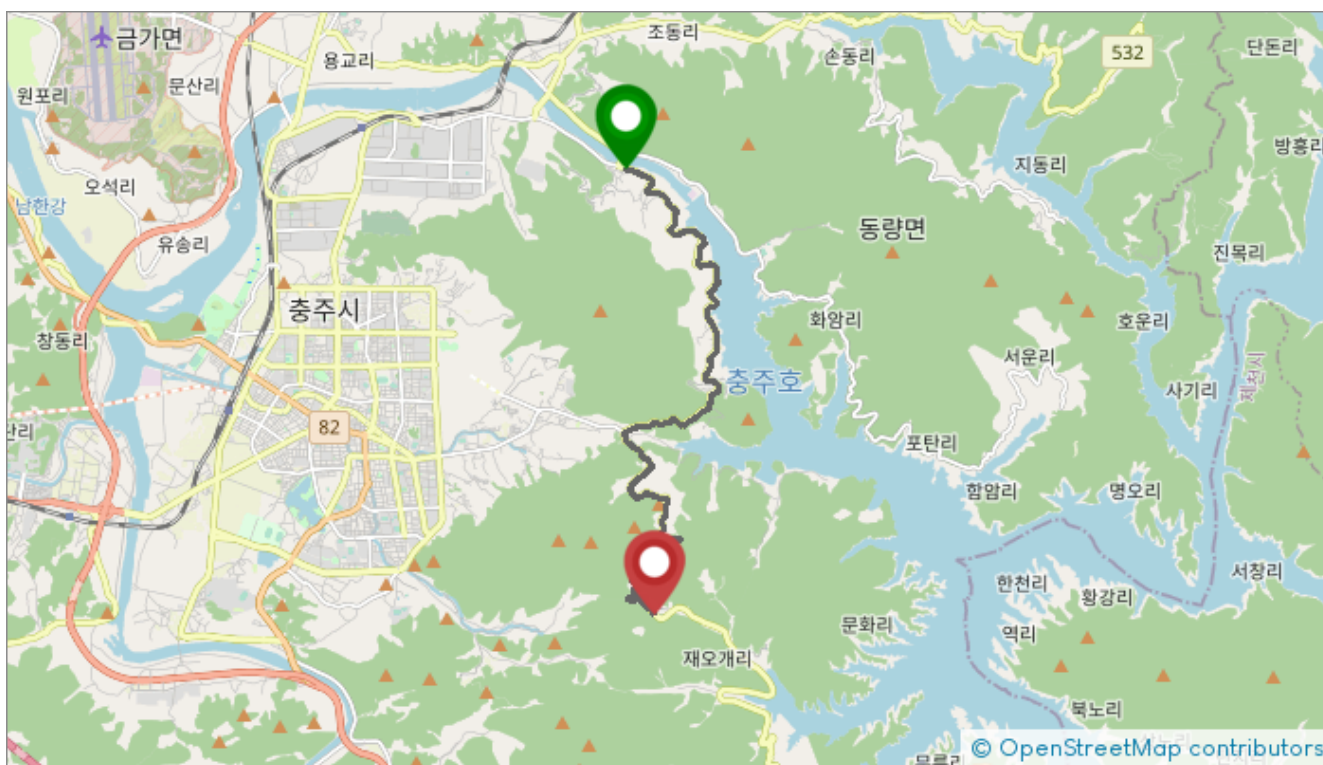 금가면
조동리
손동리
532
단돈리
용교리
문산리
원포리
방흥리
지동리
오석리
남한강
동량면
유송리
진목리
충주시
화암리
호운리
창동리
서운리
제천시
충주호
사기리
82
포탄리
함암리
명오리
서창리
한천리
황강리
문화리
역리
재오개리
북노리
© OpenStreetMap contributors